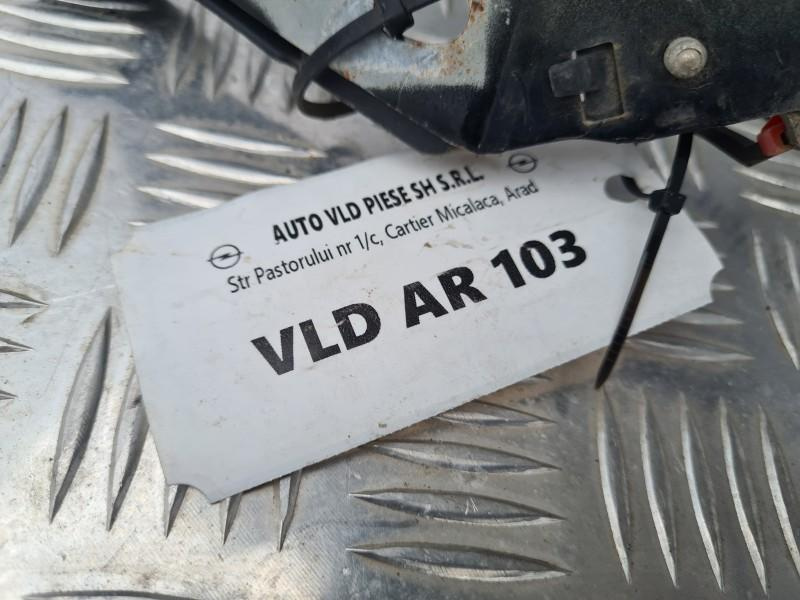 AUTO VLD PIESE SH S.R.L.
Str Pastorului nr 1/c, Cartier Micalaca, Arad
VLD AR 103